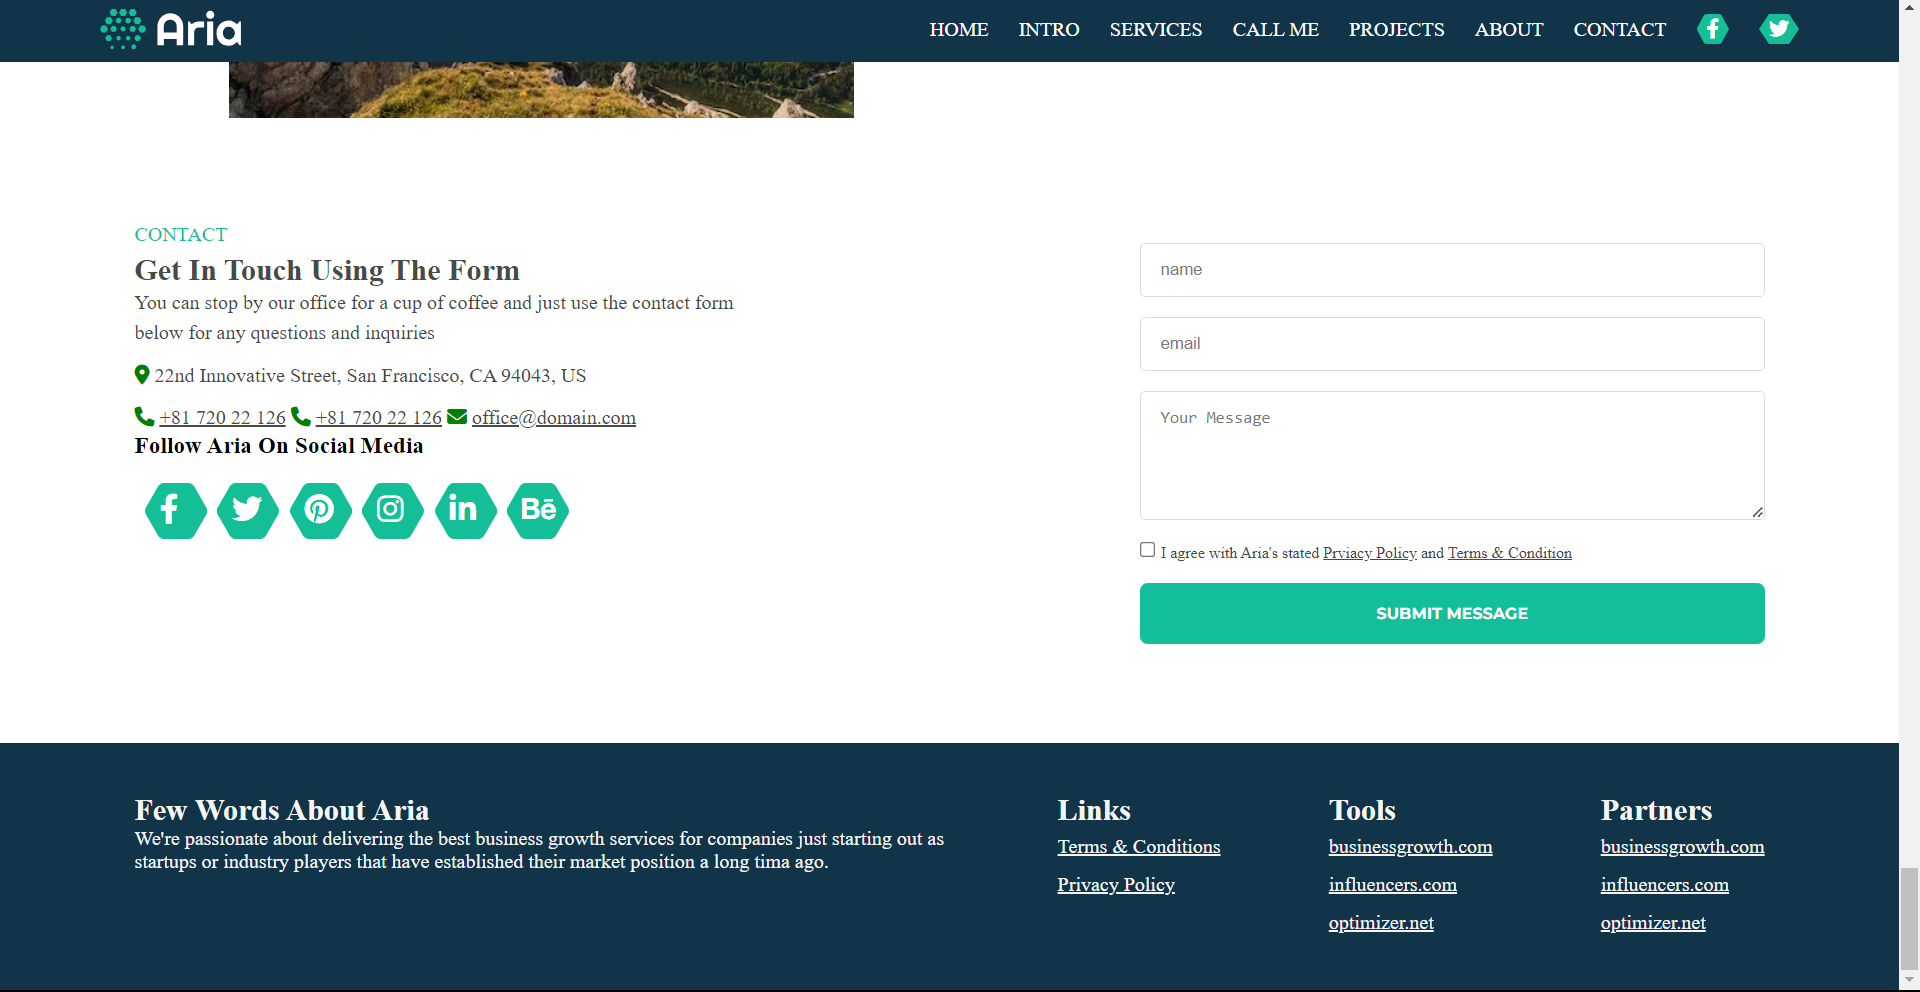 Aria
HOME INTRO SERVICES CALL ME PROJECTS ABOUT CONTACT
CONTACT
Get In Touch Using The Form
You can stop by our office for a cup of coffee and just use the contact form
below for any questions and inquiries
22nd Innovative Street, San Francisco, CA 94043, US
+81 720 22 126 +81 720 22 126 office@domain.com
Follow Aria On Social Media
Bē
name
email
Your Message
I agree with Aria's stated Prviacy Policy and Terms & Condition
SUBMIT MESSAGE
Few Words About Aria
We're passionate about delivering the best business growth services for companies just starting out as
startups or industry players that have established their market position a long tima ago.
Links
Terms & Conditions
Privacy Policy
Tools
businessgrowth.com
influencers.com
optimizer.net
Partners
businessgrowth.com
influencers.com
optimizer.net